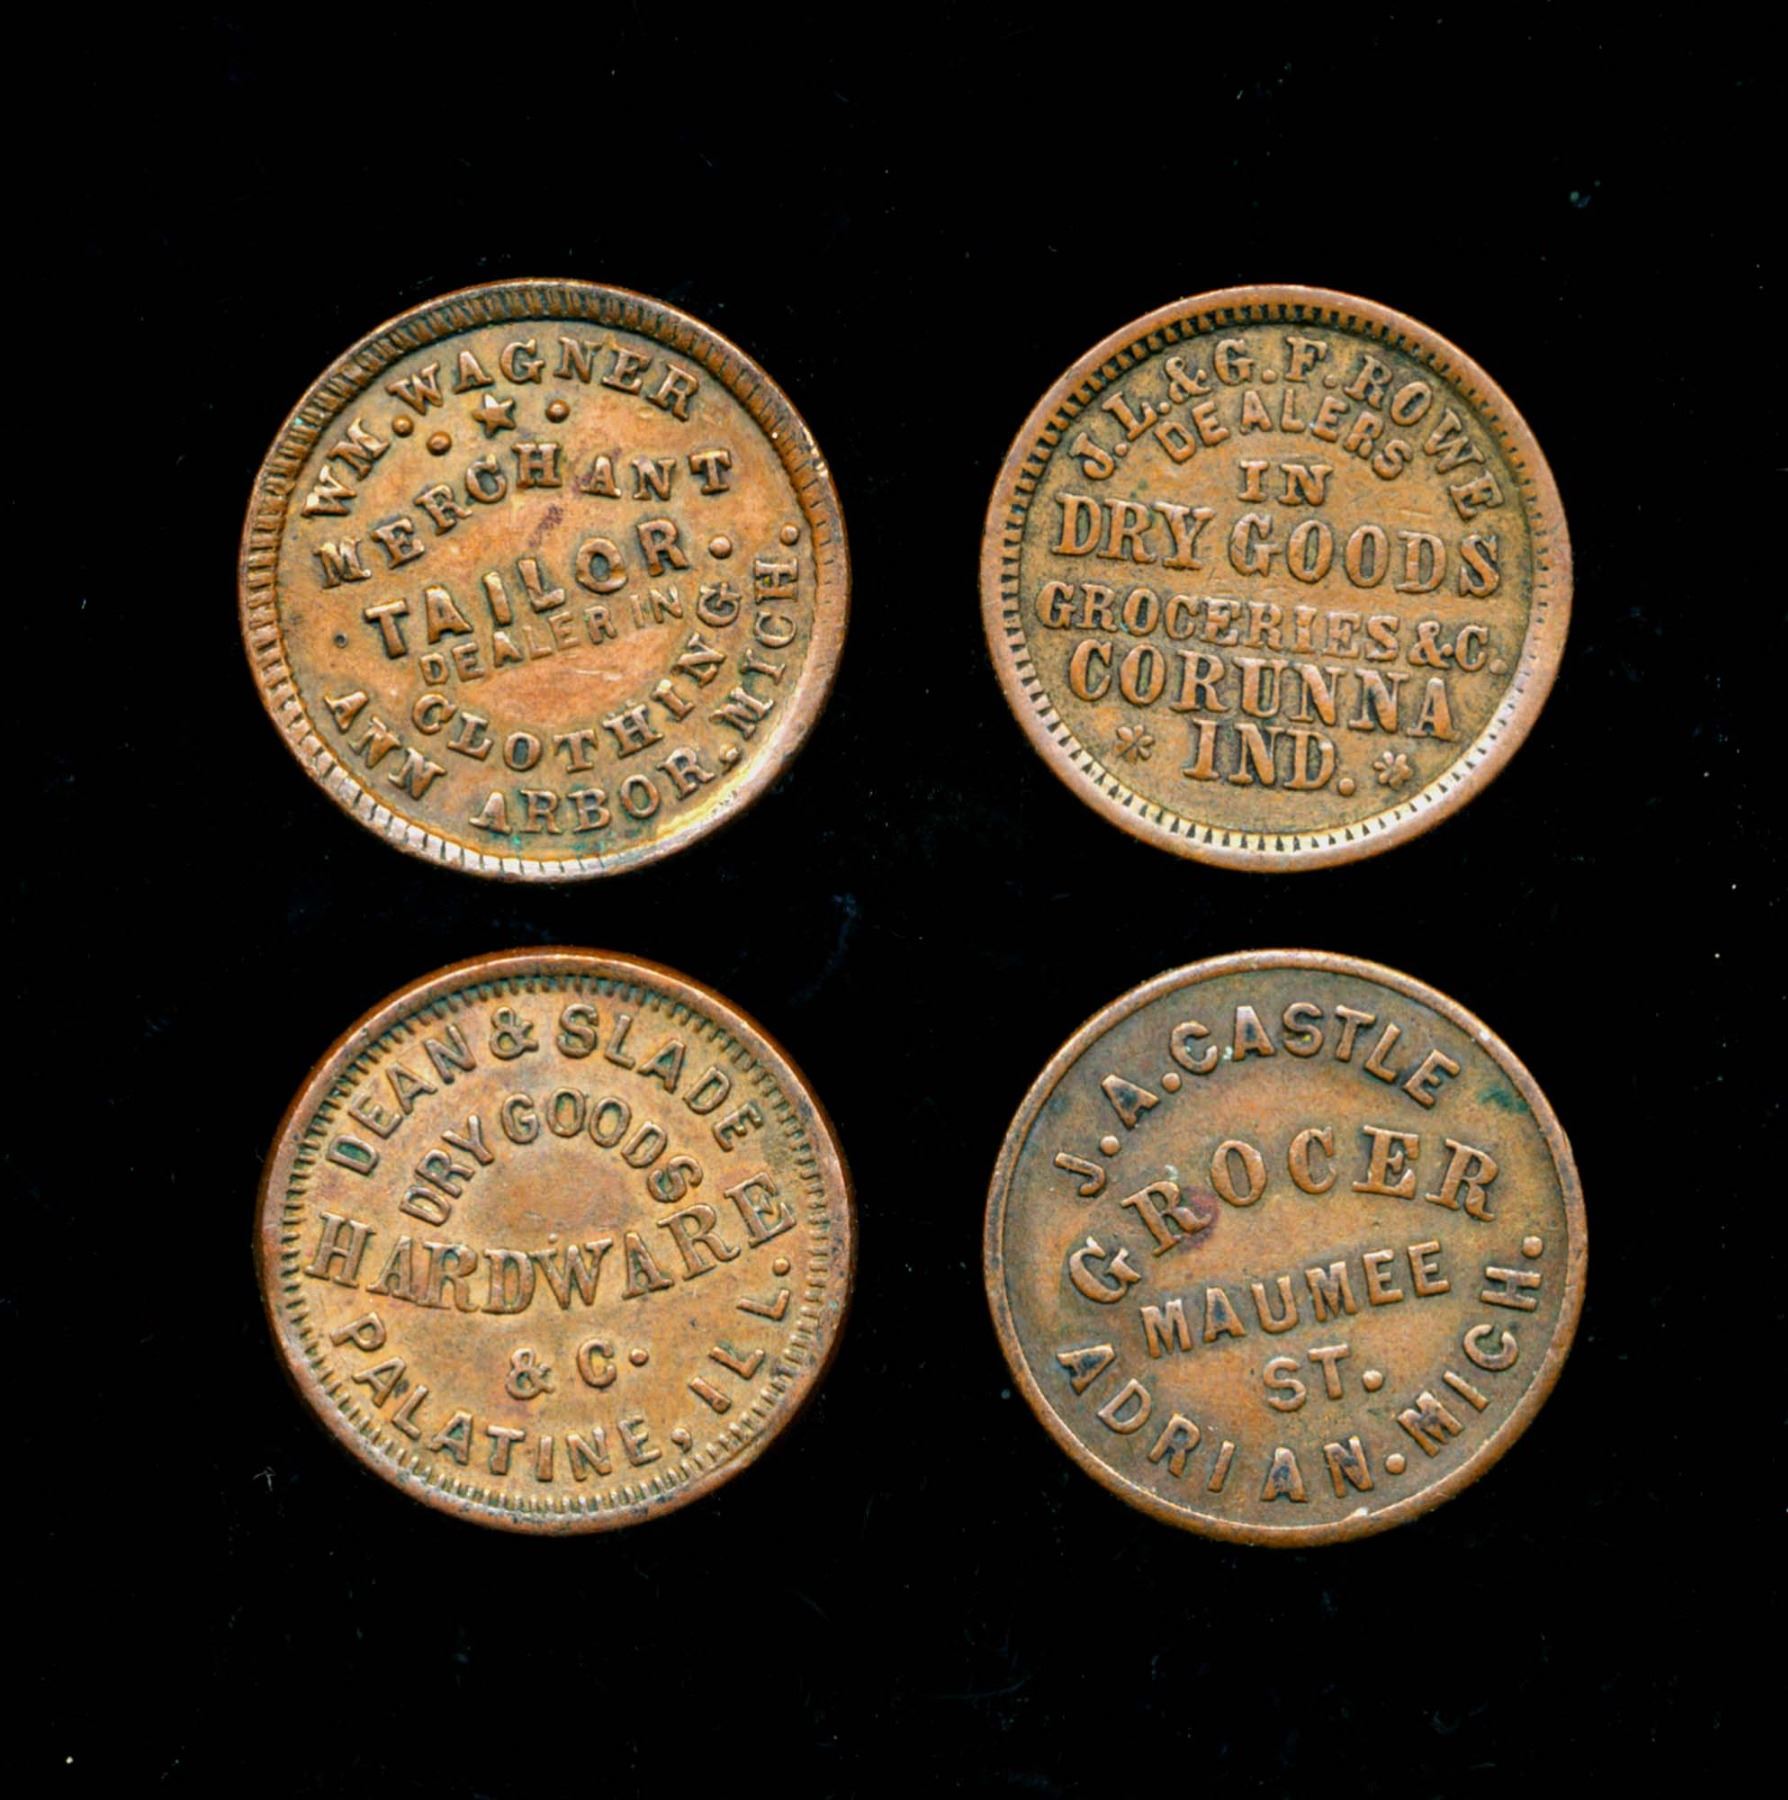 WM. WAGNER
MERCHANT
TAILOR.
DEALER IN
CLOTHING
ANN ARBOR. MICH.
J. L. & G. F. ROWE
DEALERS
IN
DRY GOODS
GROCERIES &C.
CORUNNA
IND.
DEAN & SLADE
DRY GOODS
HARDWARE
& C.
PALATINE, ILL.
J. A. CASTLE
GROCER
MAUMEE
ST.
ADRIAN. MICH.